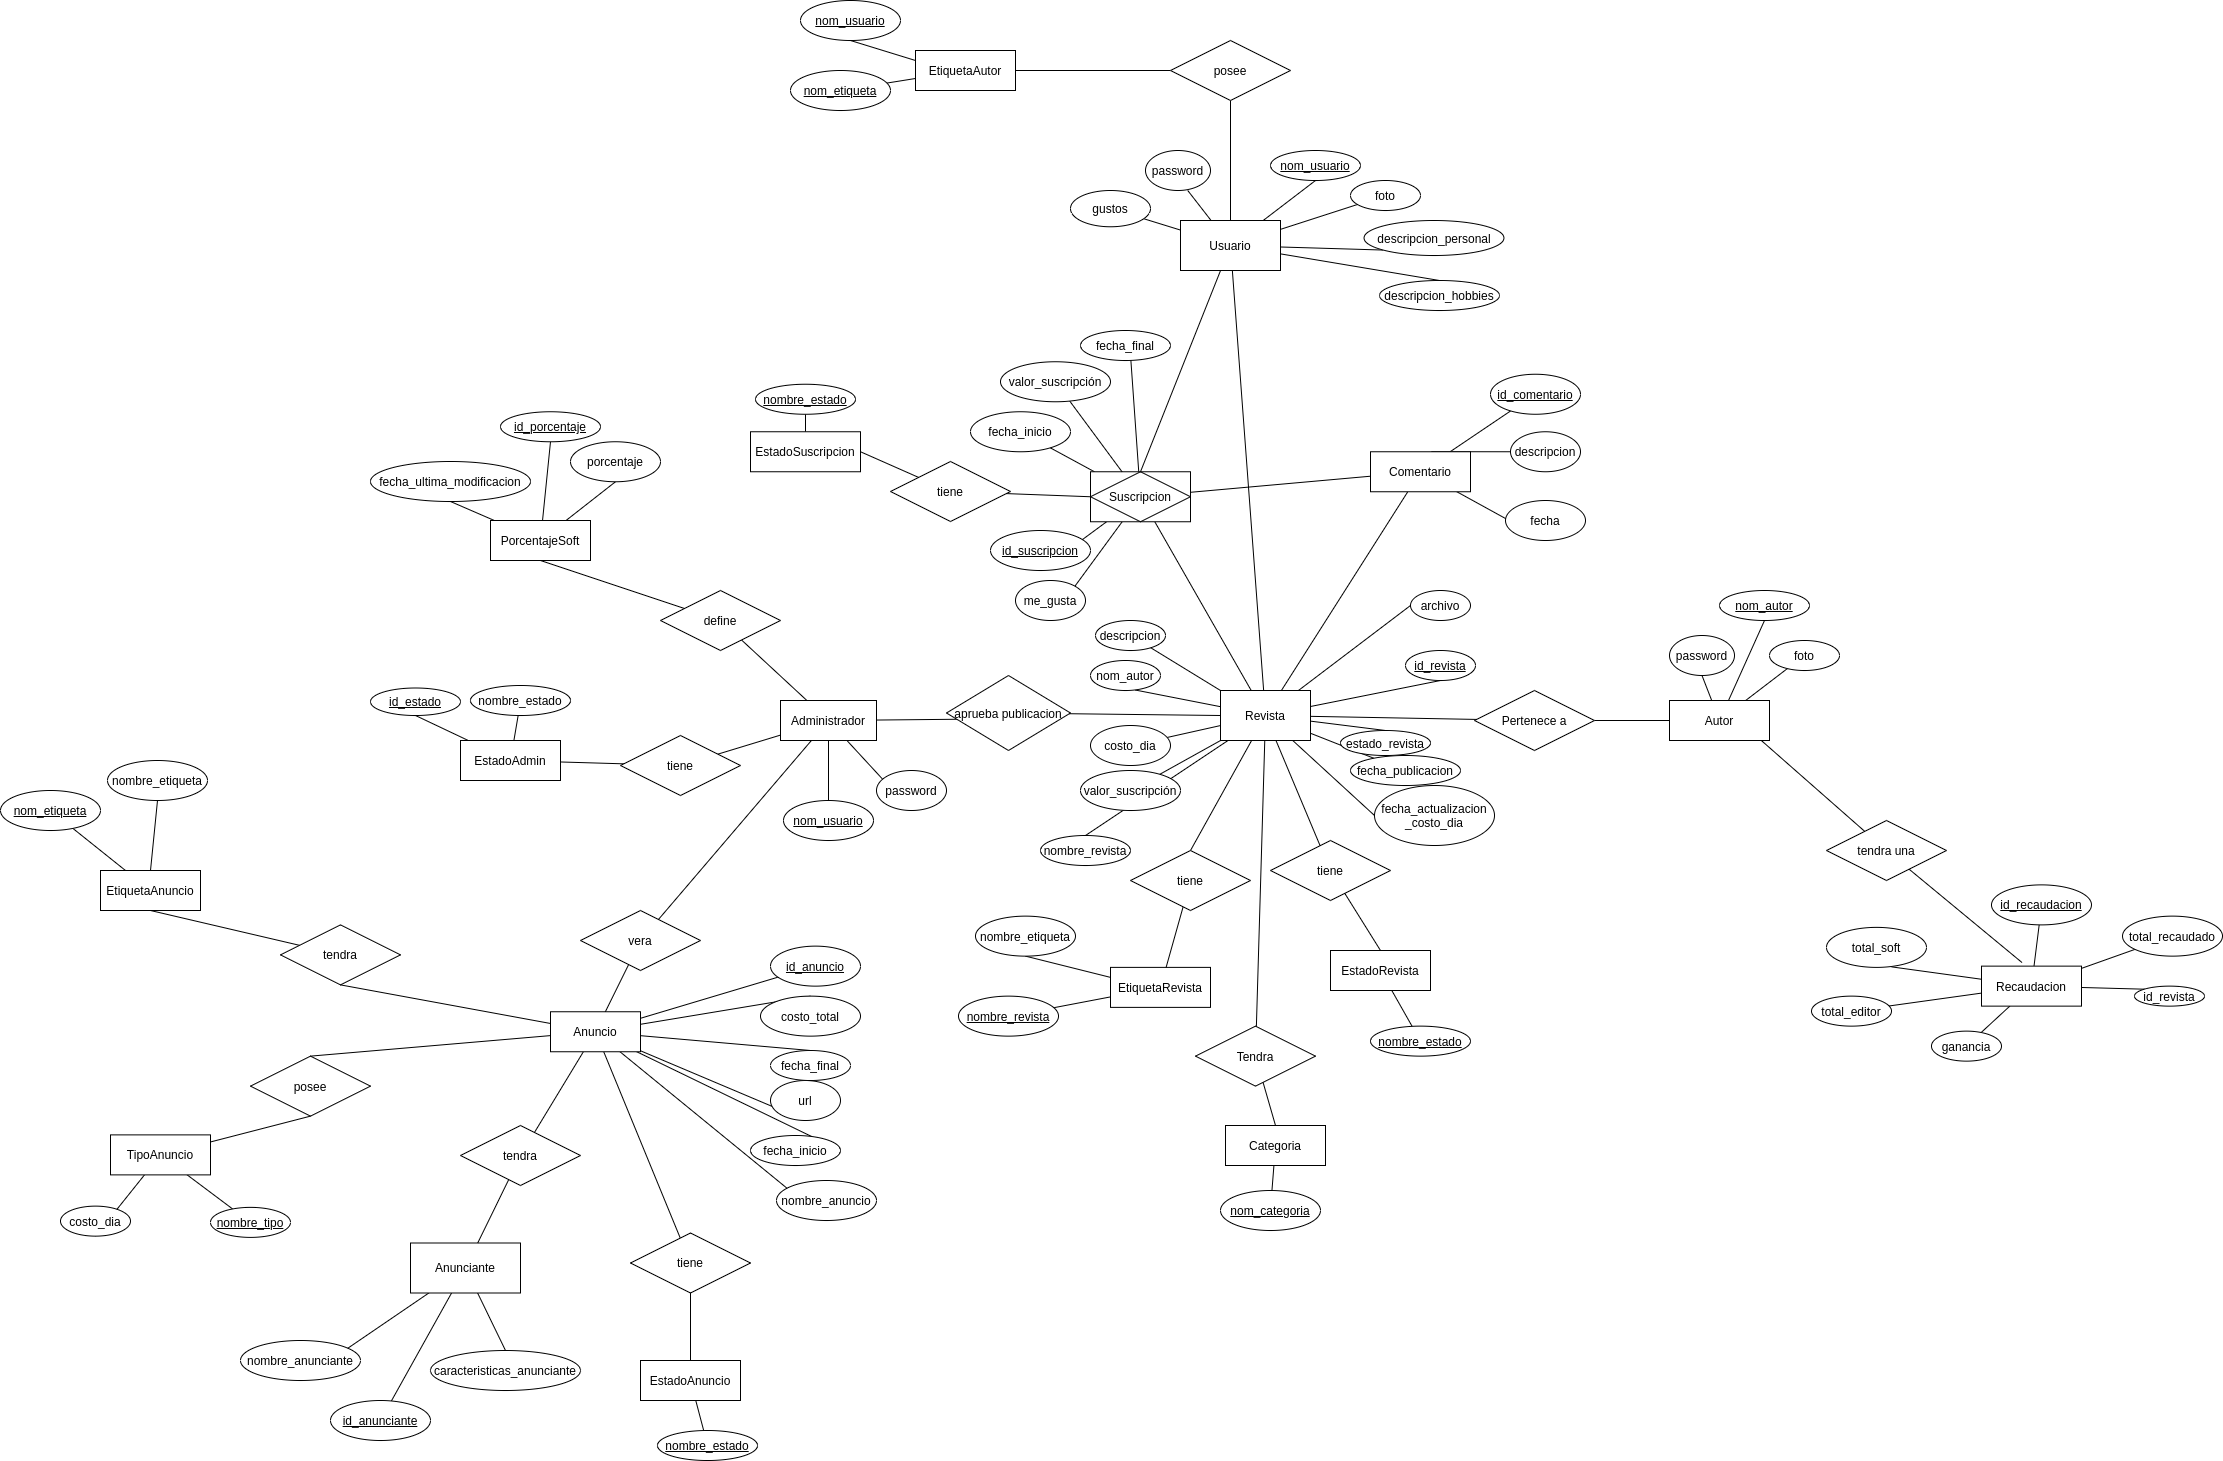 nom_usuario
EtiquetaAutor
posee
nom_etiqueta
password
nom_usuario
foto
gustos
descripcion_personal
Usuario
descripcion_hobbies
fecha_final
valor_suscripción
nombre_estado
id_comentario
id_porcentaje
fecha_inicio
porcentaje
EstadoSuscripcion
descripcion
Comentario
fecha_ultima_modificacion
tiene
Suscripcion
fecha
PorcentajeSoft
id_suscripcion
me_gusta
archivo
nom_autor
define
descripcion
password
foto
id_revista
nom_autor
id_estado
nombre_estado
Administrador
aprueba publicacion
Revista
Pertenece a
Autor
costo_dia
estado_revista
EstadoAdmin
tiene
fecha_publicacion
nombre_etiqueta
password
valor_suscripción
nom_etiqueta
nom_usuario
fecha_actualizacion
_costo_dia
nombre_revista
tendra una
tiene
tiene
EtiquetaAnuncio
id_recaudacion
nombre_etiqueta
total_recaudado
vera
total_soft
tendra
id_anuncio
EstadoRevista
EtiquetaRevista
Recaudacion
id_revista
costo_total
nombre_revista
total_editor
Anuncio
nombre_estado
ganancia
Tendra
fecha_final
posee
url
TipoAnuncio
tendra
fecha_inicio
Categoria
nombre_anuncio
nom_categoria
costo_dia
nombre_tipo
Anunciante
tiene
nombre_anunciante
caracteristicas_anunciante
EstadoAnuncio
id_anunciante
nombre_estado